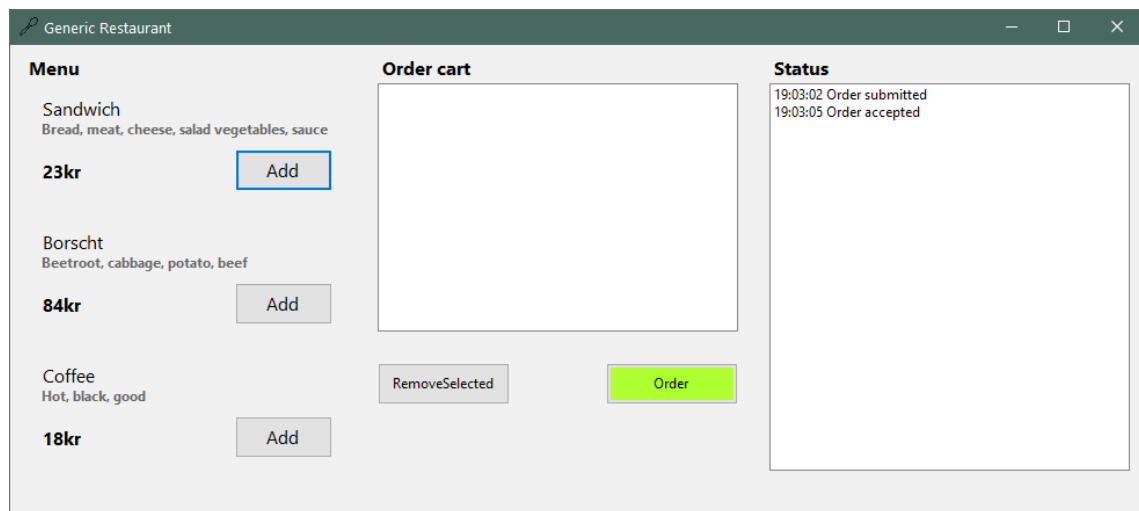 Generic Restaurant
Menu
Sandwich
Bread, meat, cheese, salad vegetables, sauce
23kr
Add
Borscht
Beetroot, cabbage, potato, beef
84kr
Add
Coffee
Hot, black, good
18kr
Add
Order cart
RemoveSelected
Order
Status
19:03:02 Order submitted
19:03:05 Order accepted